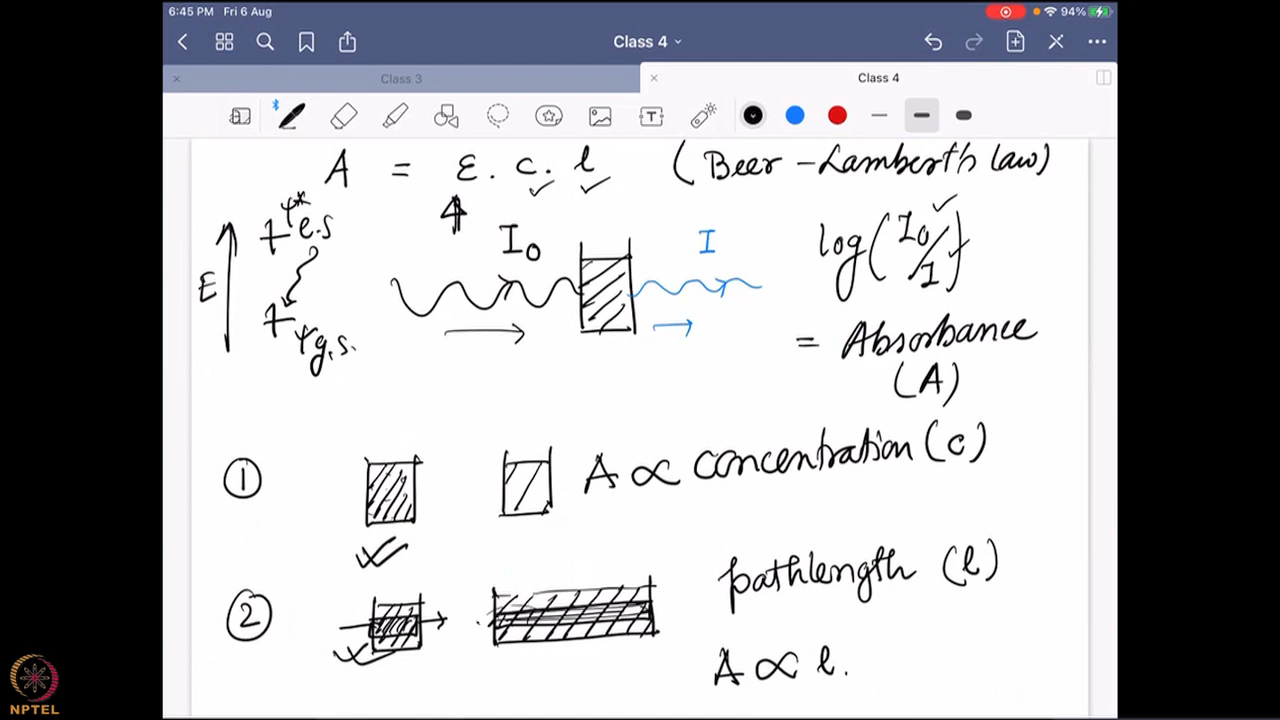 6:45 PM Fri 6 Aug
94%
Class 4
Class 3
Class 4
A = ε. c. l (Beer-Lamberth law)
ψ* e.s
E
ψg.s.
I0
I
log(I0/I)
= Absorbance
(A)
① A ∝ concentration (c)
② pathlength (l)
A ∝ l.
NPTEL